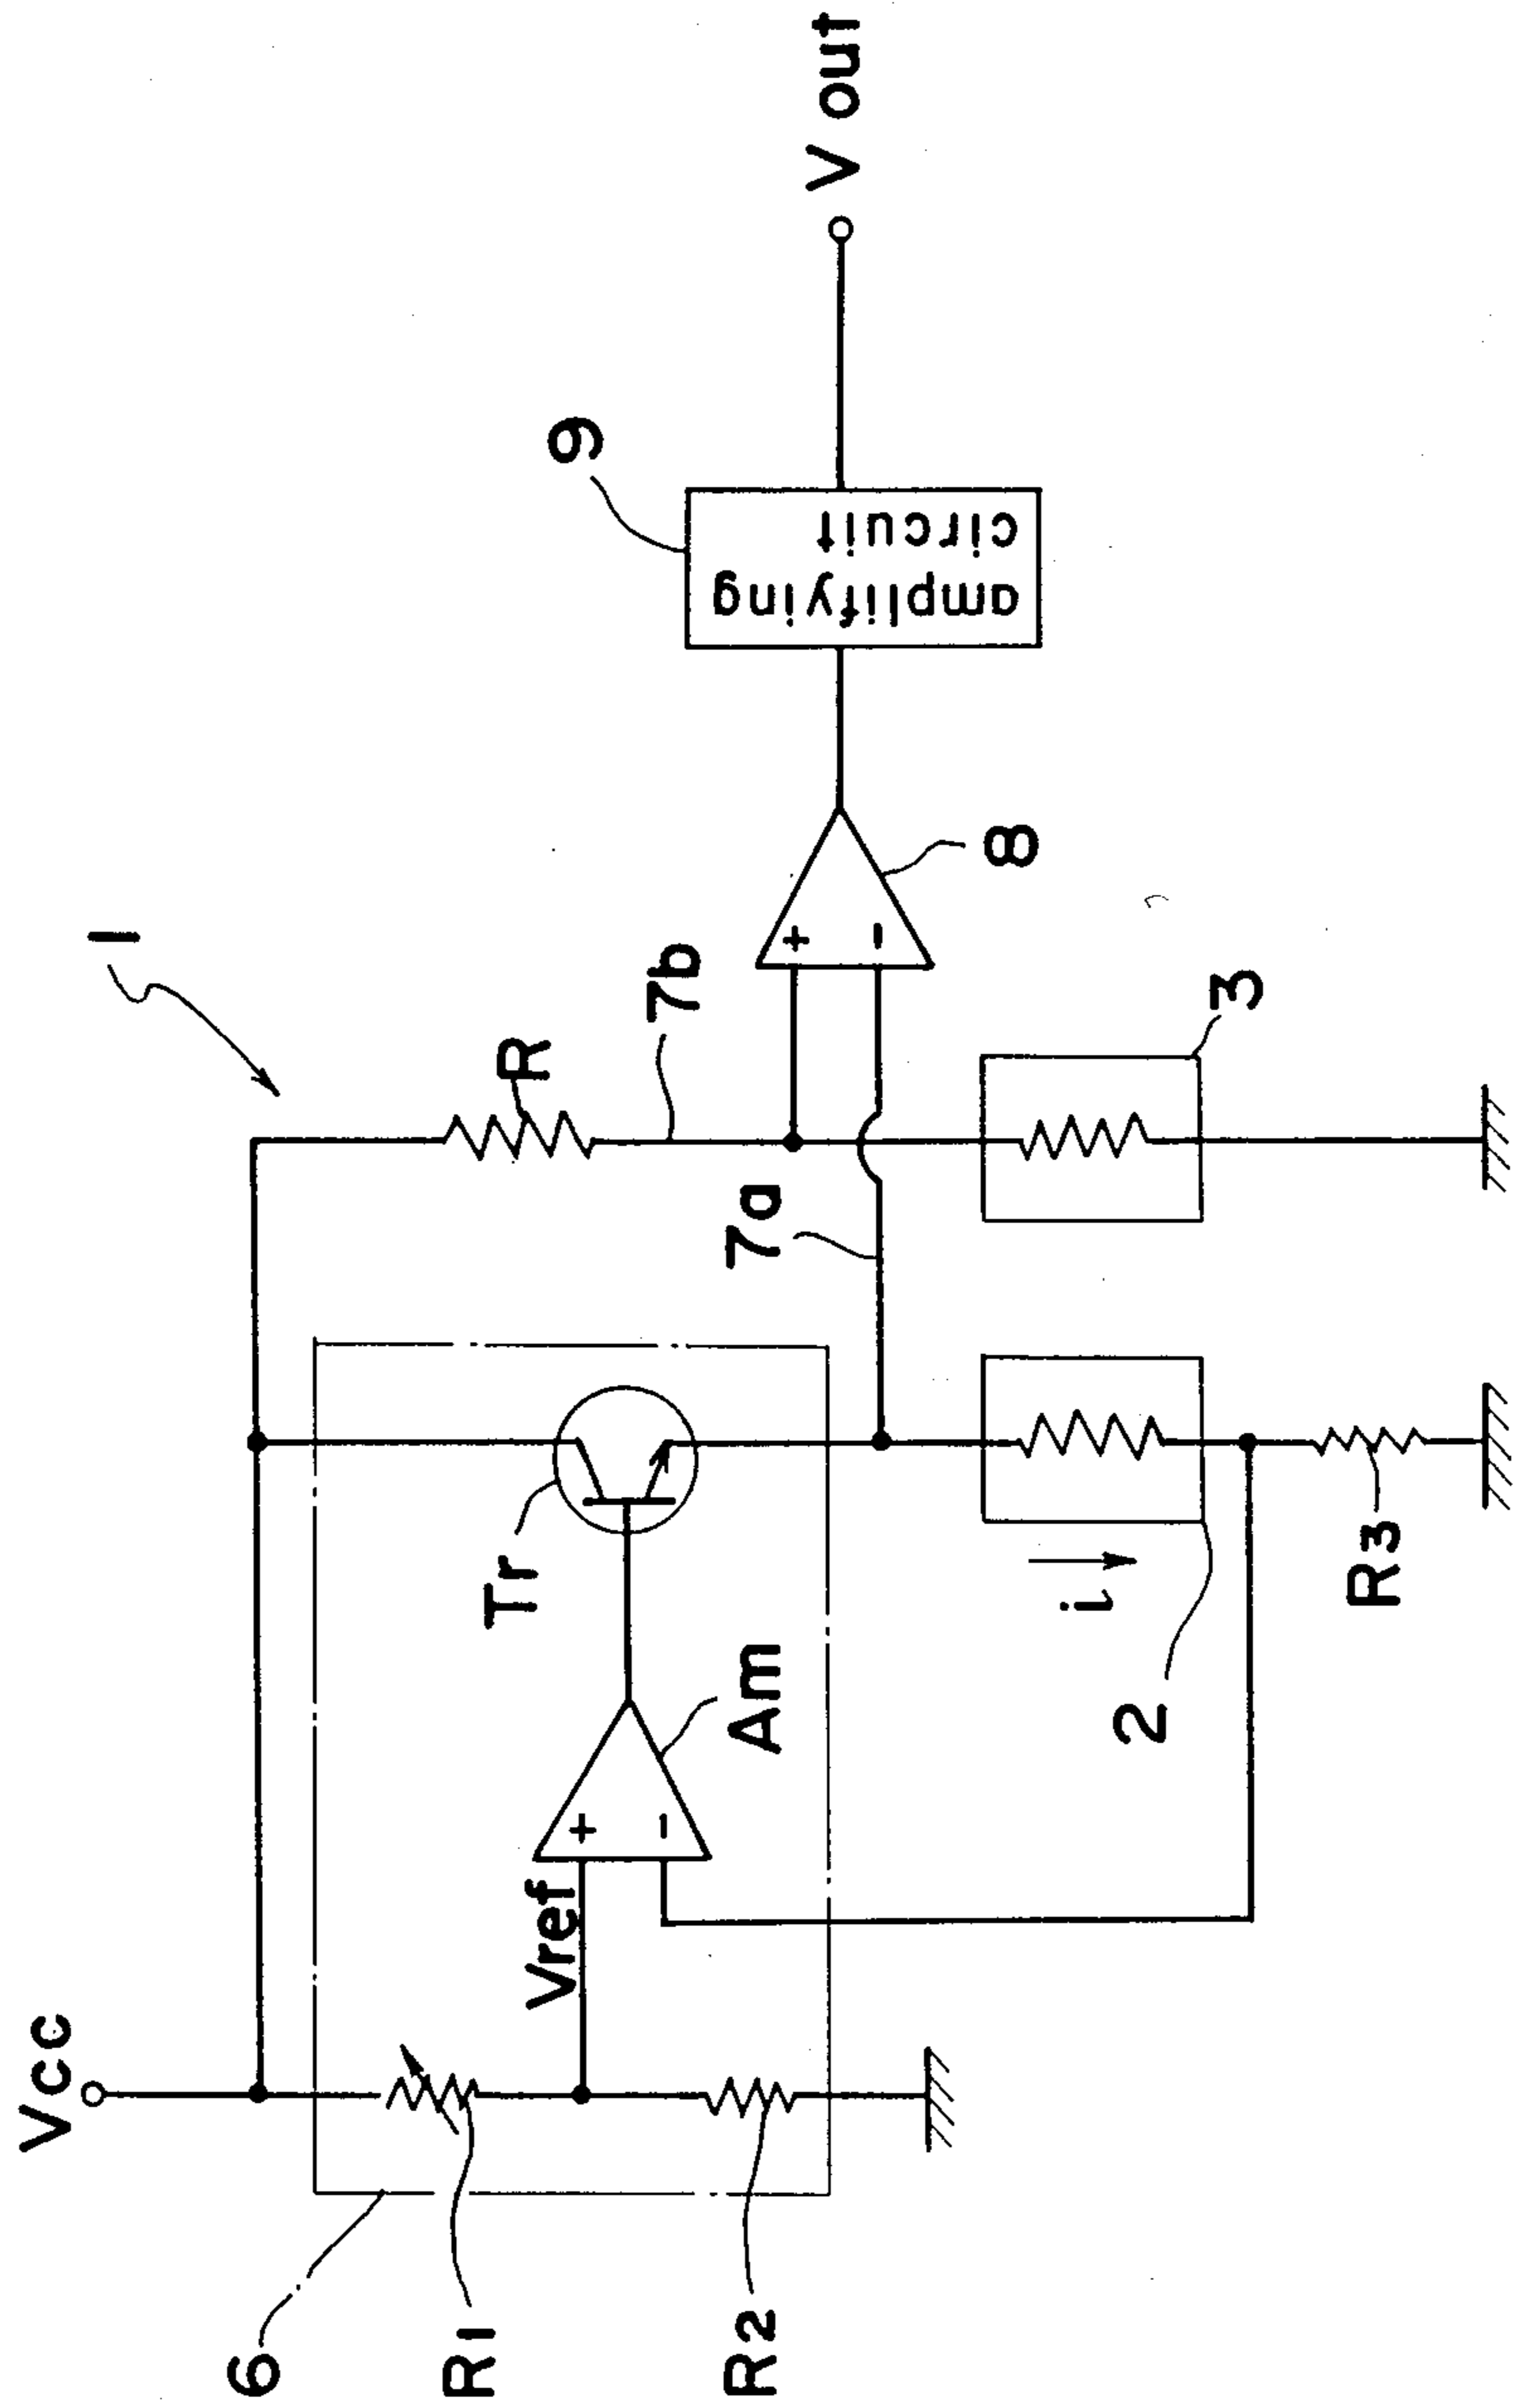 Vcc
1
6
R1
R2
Vref
+
-
Am
Tr
R
7b
7a
i
2
R3
3
+
-
8
9
amplifying
circuit
V out